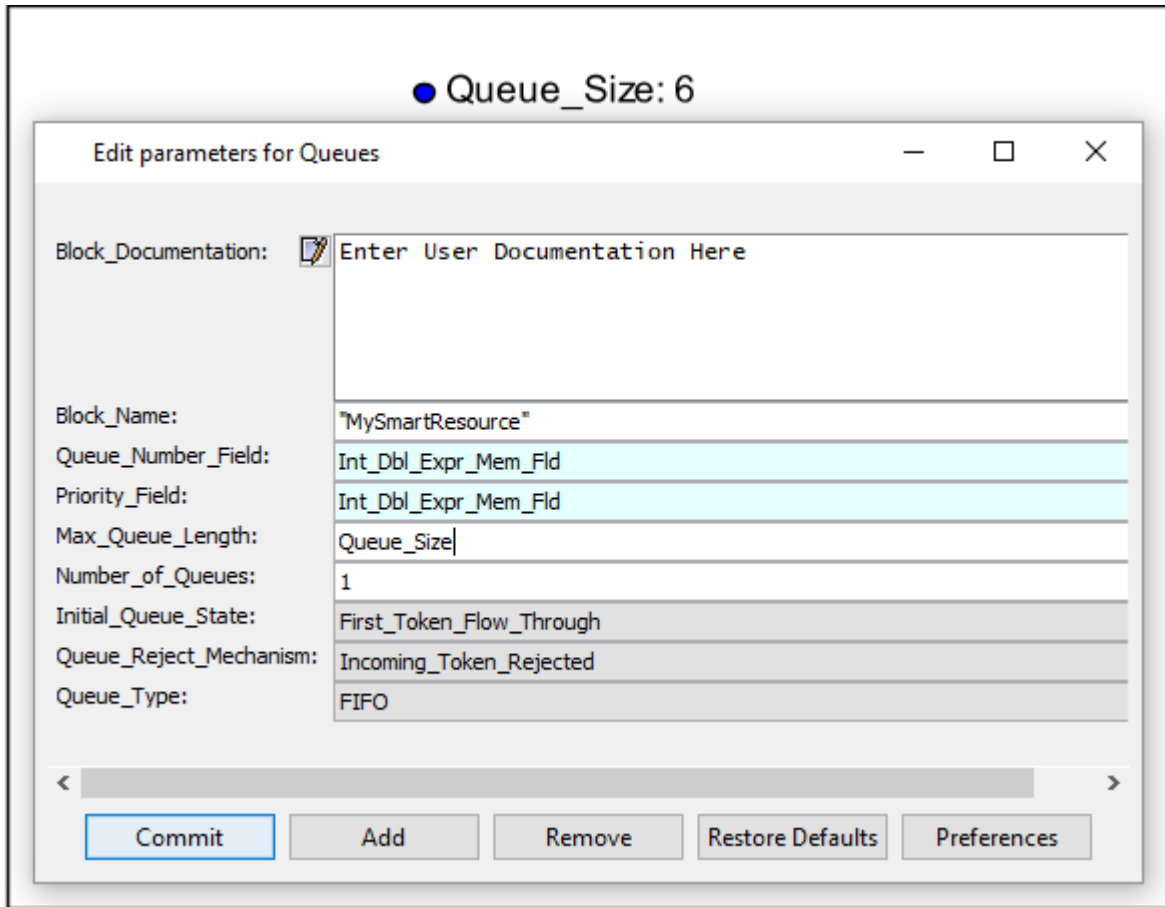 Queue_Size: 6
Edit parameters for Queues
Block_Documentation: Enter User Documentation Here
Block_Name: "MySmartResource"
Queue_Number_Field: Int_Dbl_Expr_Mem_Fld
Priority_Field: Int_Dbl_Expr_Mem_Fld
Max_Queue_Length: Queue_Size
Number_of_Queues: 1
Initial_Queue_State: First_Token_Flow_Through
Queue_Reject_Mechanism: Incoming_Token_Rejected
Queue_Type: FIFO
Commit Add Remove Restore Defaults Preferences